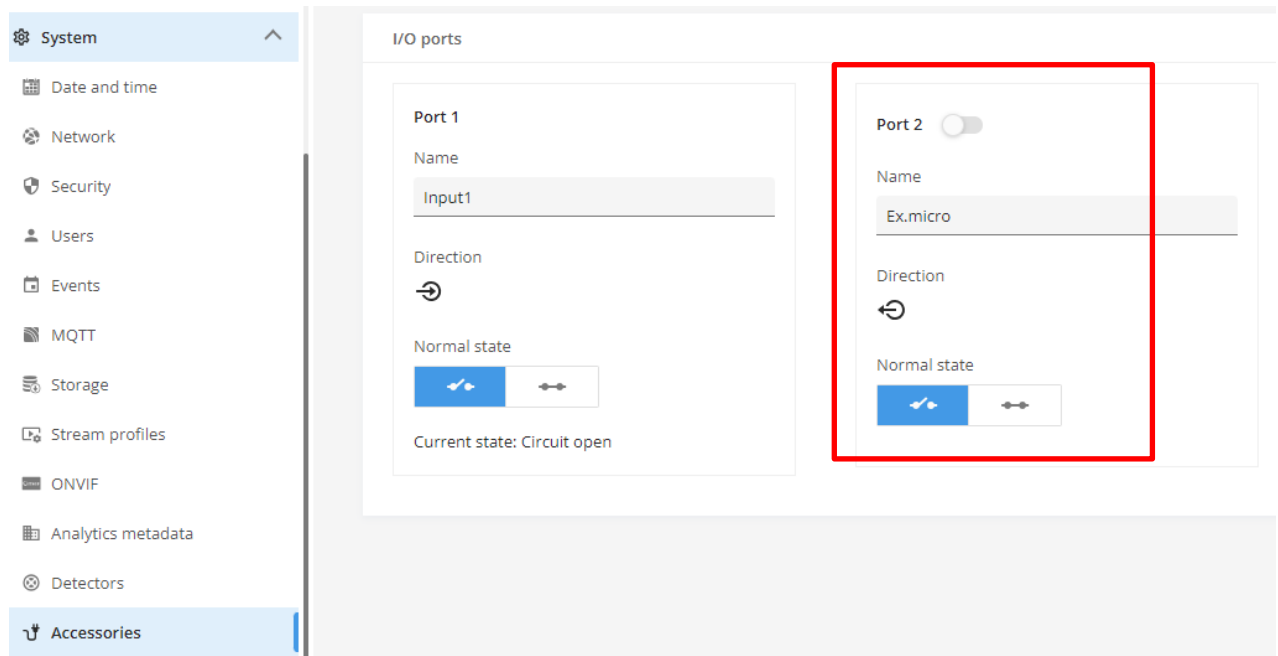 System
Date and time
Network
Security
Users
Events
MQTT
Storage
Stream profiles
ONVIF
Analytics metadata
Detectors
Accessories
I/O ports
Port 1
Name
Input1
Direction
Normal state
Current state: Circuit open
Port 2
Name
Ex.micro
Direction
Normal state